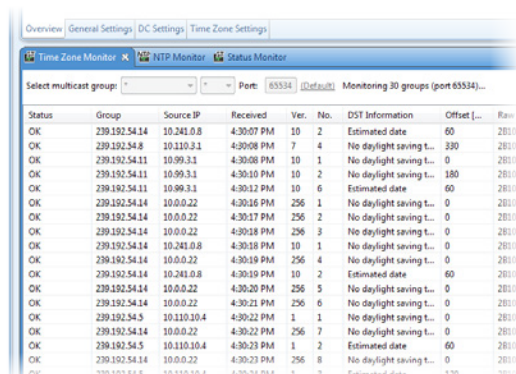 Overview General Settings DC Settings Time Zone Settings
Time Zone Monitor X NTP Monitor Status Monitor
Select multicast group: * * Port: 65534 (Default) Monitoring 30 groups (port 65534)...
Status Group Source IP Received Ver. No. DST Information Offset [... Raw
OK 239.192.54.14 10.241.0.8 4:30:07 PM 10 2 Estimated date 60 2B10
OK 239.192.54.8 10.110.3.1 4:30:08 PM 7 4 No daylight saving t... 330 2B10
OK 239.192.54.11 10.99.3.1 4:30:08 PM 10 1 No daylight saving t... 0 2B10
OK 239.192.54.11 10.99.3.1 4:30:10 PM 10 2 No daylight saving t... 180 2B10
OK 239.192.54.11 10.99.3.1 4:30:12 PM 10 6 Estimated date 60 2B10
OK 239.192.54.14 10.0.0.22 4:30:16 PM 256 1 No daylight saving t... 0 2B10
OK 239.192.54.14 10.0.0.22 4:30:17 PM 256 2 No daylight saving t... 0 2B10
OK 239.192.54.14 10.0.0.22 4:30:18 PM 256 3 No daylight saving t... 0 2B10
OK 239.192.54.14 10.241.0.8 4:30:18 PM 10 1 No daylight saving t... 0 2B10
OK 239.192.54.14 10.0.0.22 4:30:19 PM 256 4 No daylight saving t... 0 2B10
OK 239.192.54.14 10.241.0.8 4:30:19 PM 10 2 Estimated date 60 2B10
OK 239.192.54.14 10.0.0.22 4:30:20 PM 256 5 No daylight saving t... 0 2B10
OK 239.192.54.14 10.0.0.22 4:30:21 PM 256 6 No daylight saving t... 0 2B10
OK 239.192.54.5 10.110.10.4 4:30:22 PM 1 1 No daylight saving t... 0 2B10
OK 239.192.54.14 10.0.0.22 4:30:22 PM 256 7 No daylight saving t... 0 2B10
OK 239.192.54.5 10.110.10.4 4:30:23 PM 1 2 Estimated date 60 2B10
OK 239.192.54.14 10.0.0.22 4:30:23 PM 256 8 No daylight saving t... 0 2B10